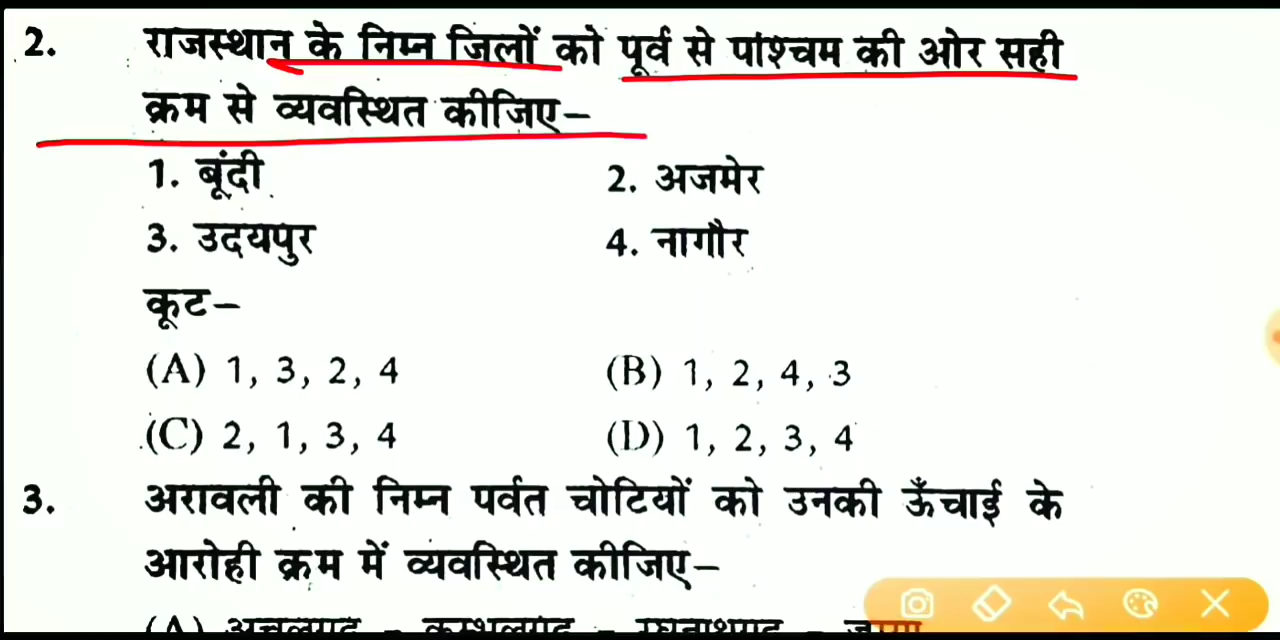 2. राजस्थान के निम्न जिलों को पूर्व से पश्चिम की ओर सही
क्रम से व्यवस्थित कीजिए–
1. बूंदी 2. अजमेर
3. उदयपुर 4. नागौर
कूट–
(A) 1, 3, 2, 4 (B) 1, 2, 4, 3
(C) 2, 1, 3, 4 (D) 1, 2, 3, 4
3. अरावली की निम्न पर्वत चोटियों को उनकी ऊँचाई के
आरोही क्रम में व्यवस्थित कीजिए–
(A) अचलगढ़ –